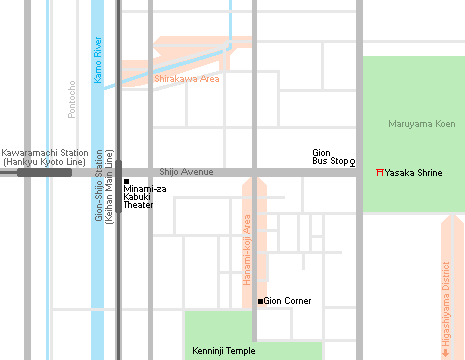 Kamo River
Shirakawa Area
Pontocho
Maruyama Koen
Kawaramachi Station
(Hankyu Kyoto Line)
Gion
Bus Stop
Shijo Avenue
Yasaka Shrine
Gion-Shijo Station
(Keihan Main Line)
Minami-za
Kabuki
Theater
Hanami-koji Area
Higashiyama District
Gion Corner
Kenninji Temple